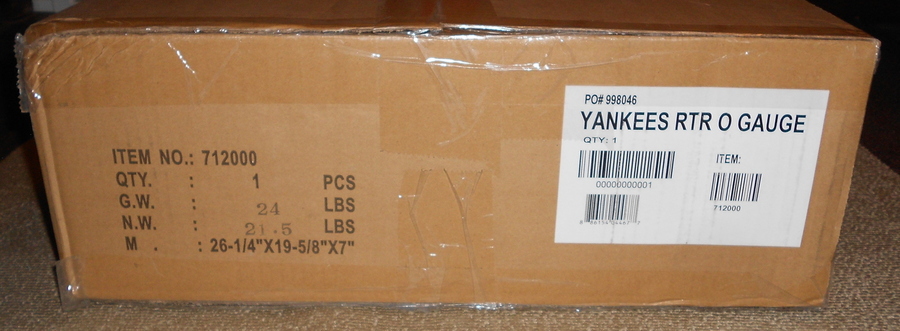 ITEM NO.: 712000
QTY. : 1 PCS
G.W. : 24 LBS
N.W. : 21.5 LBS
M . : 26-1/4"X19-5/8"X7"
PO# 998046
YANKEES RTR O GAUGE
QTY: 1
ITEM:
00000000001
712000